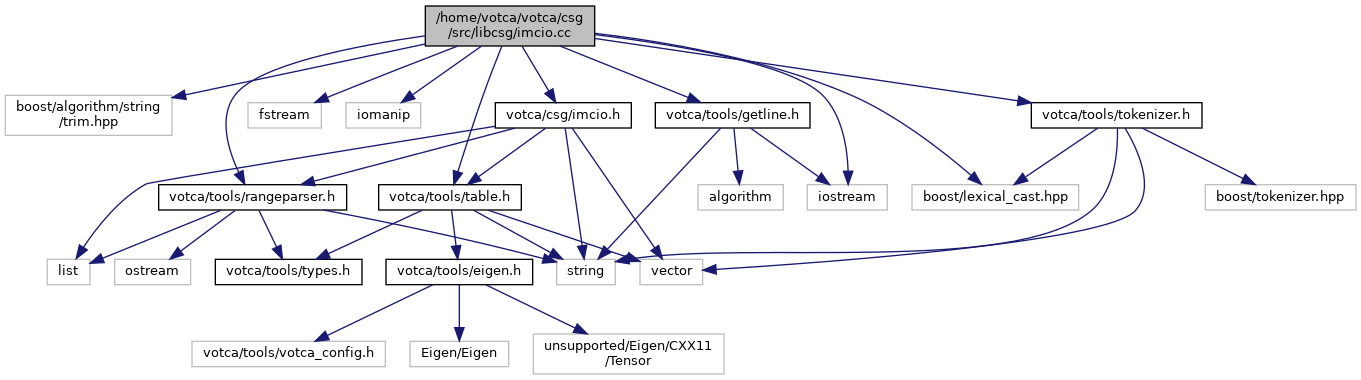 /home/votca/votca/csg
/src/libcsg/imcio.cc
boost/algorithm/string
/trim.hpp
fstream
iomanip
votca/csg/imcio.h
votca/tools/getline.h
votca/tools/tokenizer.h
votca/tools/rangeparser.h
votca/tools/table.h
algorithm
iostream
boost/lexical_cast.hpp
boost/tokenizer.hpp
list
ostream
votca/tools/types.h
votca/tools/eigen.h
string
vector
votca/tools/votca_config.h
Eigen/Eigen
unsupported/Eigen/CXX11
/Tensor